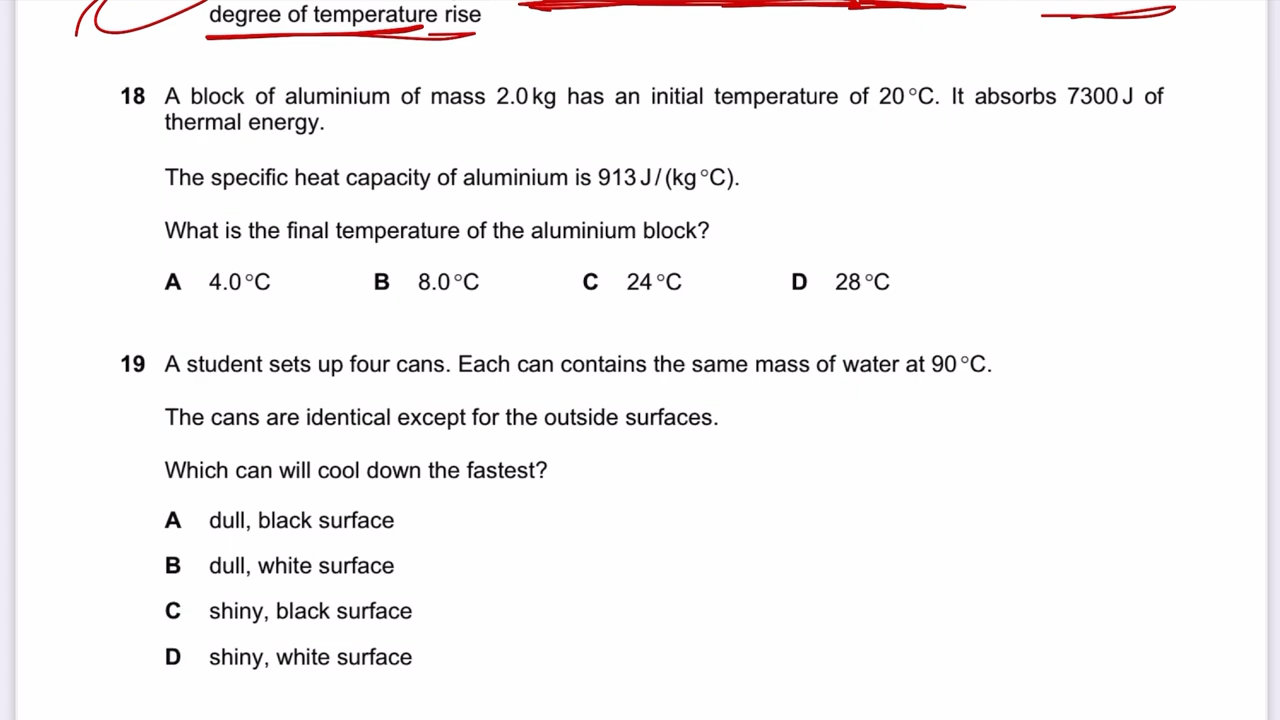 degree of temperature rise
18 A block of aluminium of mass 2.0 kg has an initial temperature of 20 °C. It absorbs 7300 J of
thermal energy.
The specific heat capacity of aluminium is 913 J / (kg °C).
What is the final temperature of the aluminium block?
A 4.0 °C B 8.0 °C C 24 °C D 28 °C
19 A student sets up four cans. Each can contains the same mass of water at 90 °C.
The cans are identical except for the outside surfaces.
Which can will cool down the fastest?
A dull, black surface
B dull, white surface
C shiny, black surface
D shiny, white surface